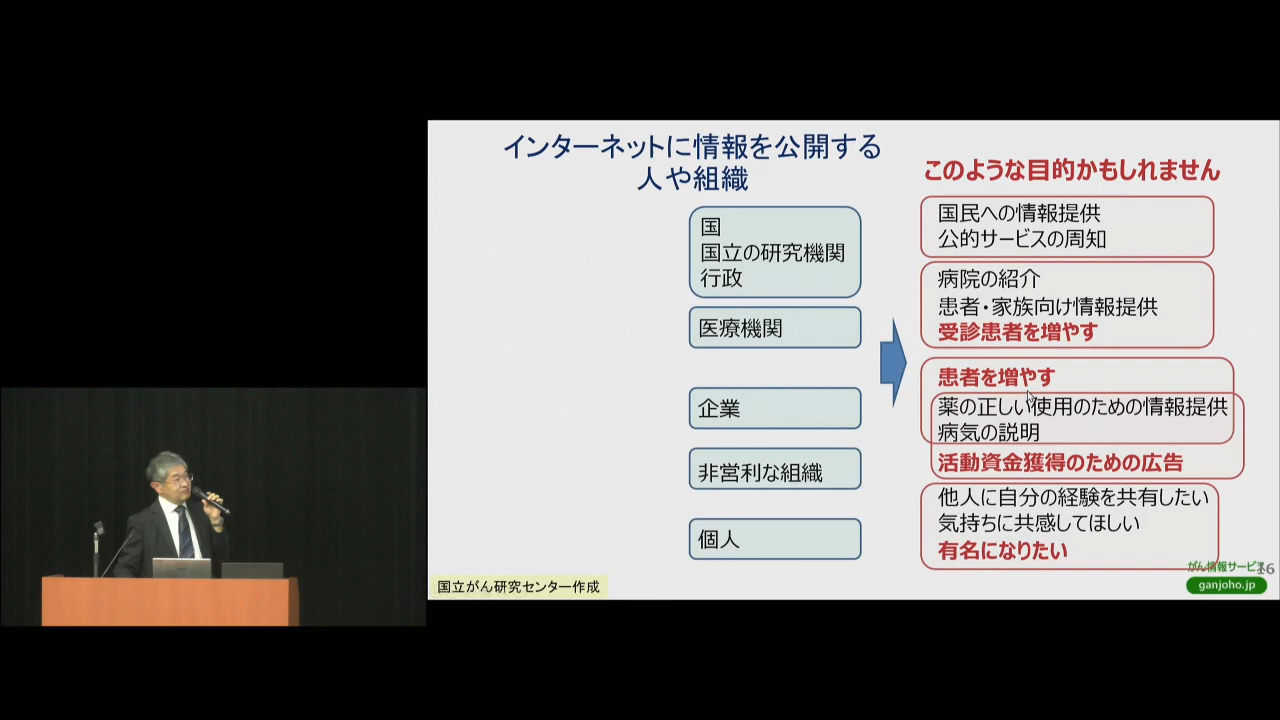 インターネットに情報を公開する
人や組織
このような目的かもしれません
国
国立の研究機関
行政
医療機関
企業
非営利な組織
個人
国民への情報提供
公的サービスの周知
病院の紹介
患者・家族向け情報提供
受診患者を増やす
患者を増やす
薬の正しい使用のための情報提供
病気の説明
活動資金獲得のための広告
他人に自分の経験を共有したい
気持ちに共感してほしい
有名になりたい
国立がん研究センター作成
がん情報サービス
16
ganjoho.jp